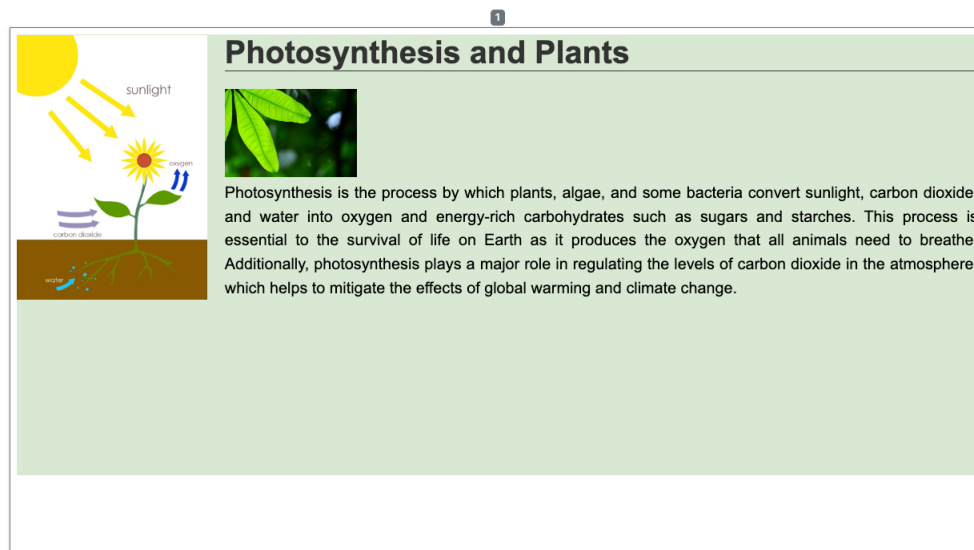 1
Photosynthesis and Plants
sunlight
oxygen
carbon dioxide
water
Photosynthesis is the process by which plants, algae, and some bacteria convert sunlight, carbon dioxide
and water into oxygen and energy-rich carbohydrates such as sugars and starches. This process is
essential to the survival of life on Earth as it produces the oxygen that all animals need to breathe
Additionally, photosynthesis plays a major role in regulating the levels of carbon dioxide in the atmosphere
which helps to mitigate the effects of global warming and climate change.